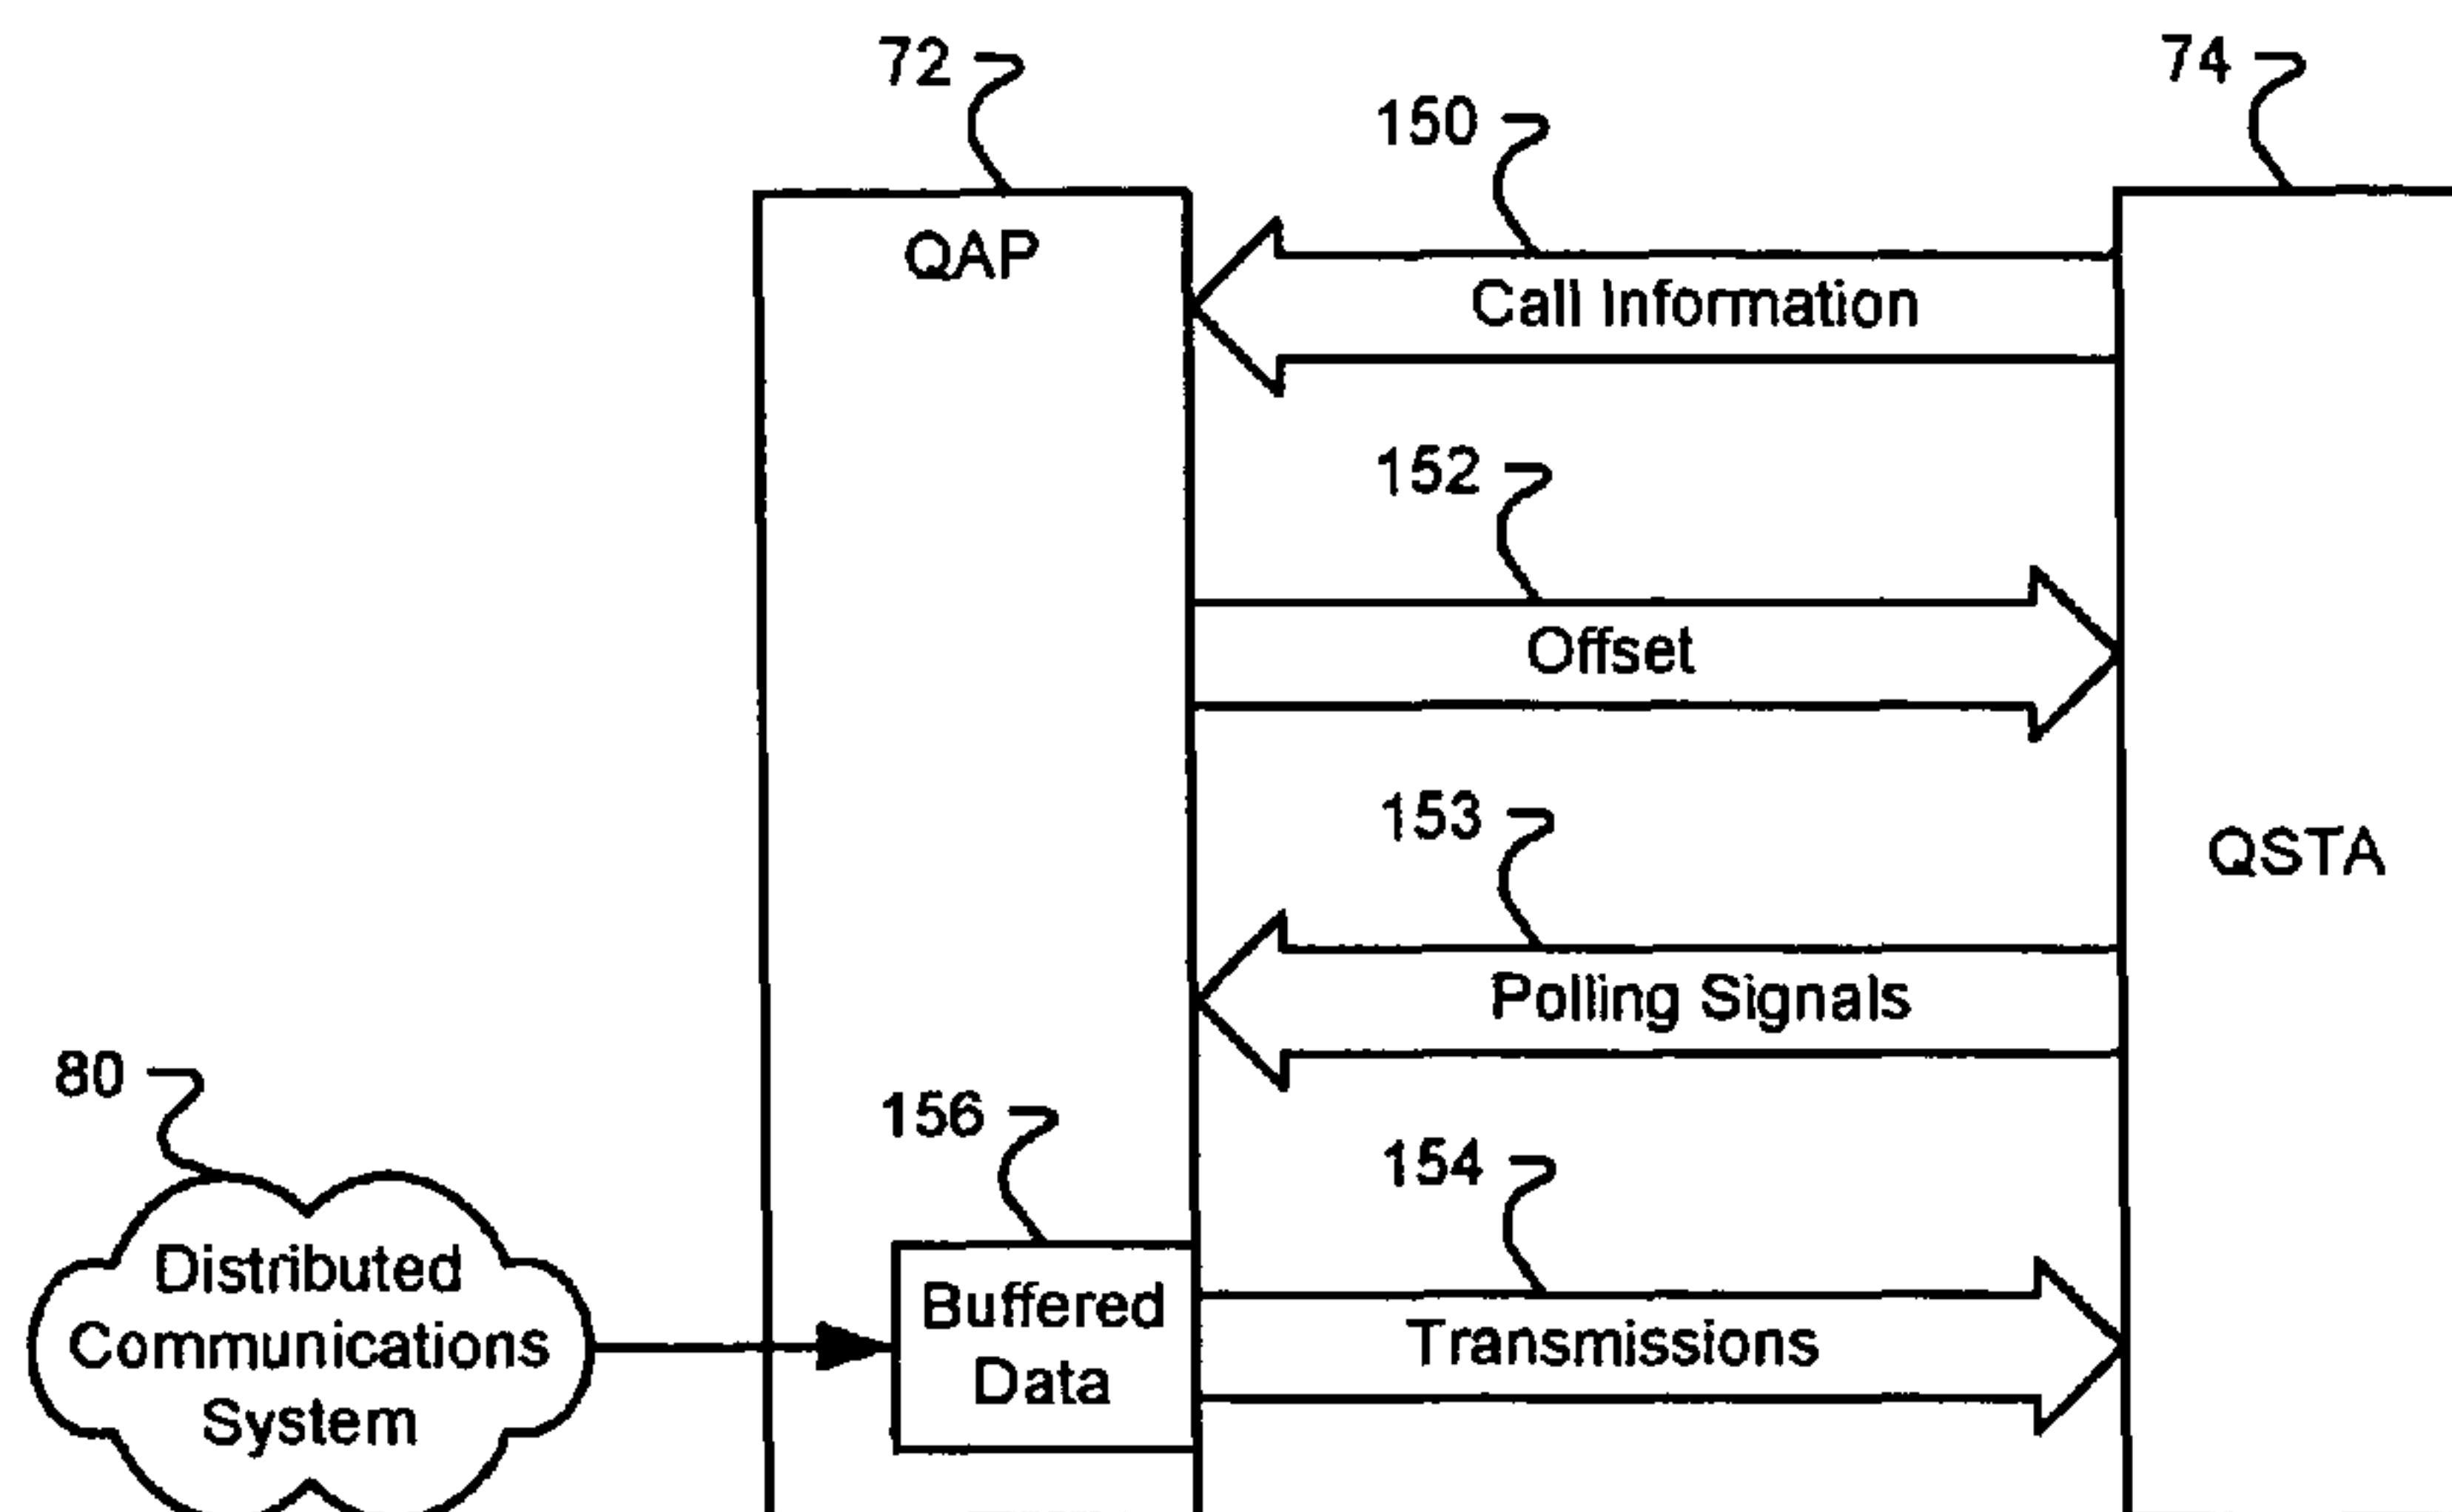 72
74
150
QAP
Call Information
152
Offset
153
QSTA
Polling Signals
80
156
154
Distributed
Communications
System
Buffered
Data
Transmissions